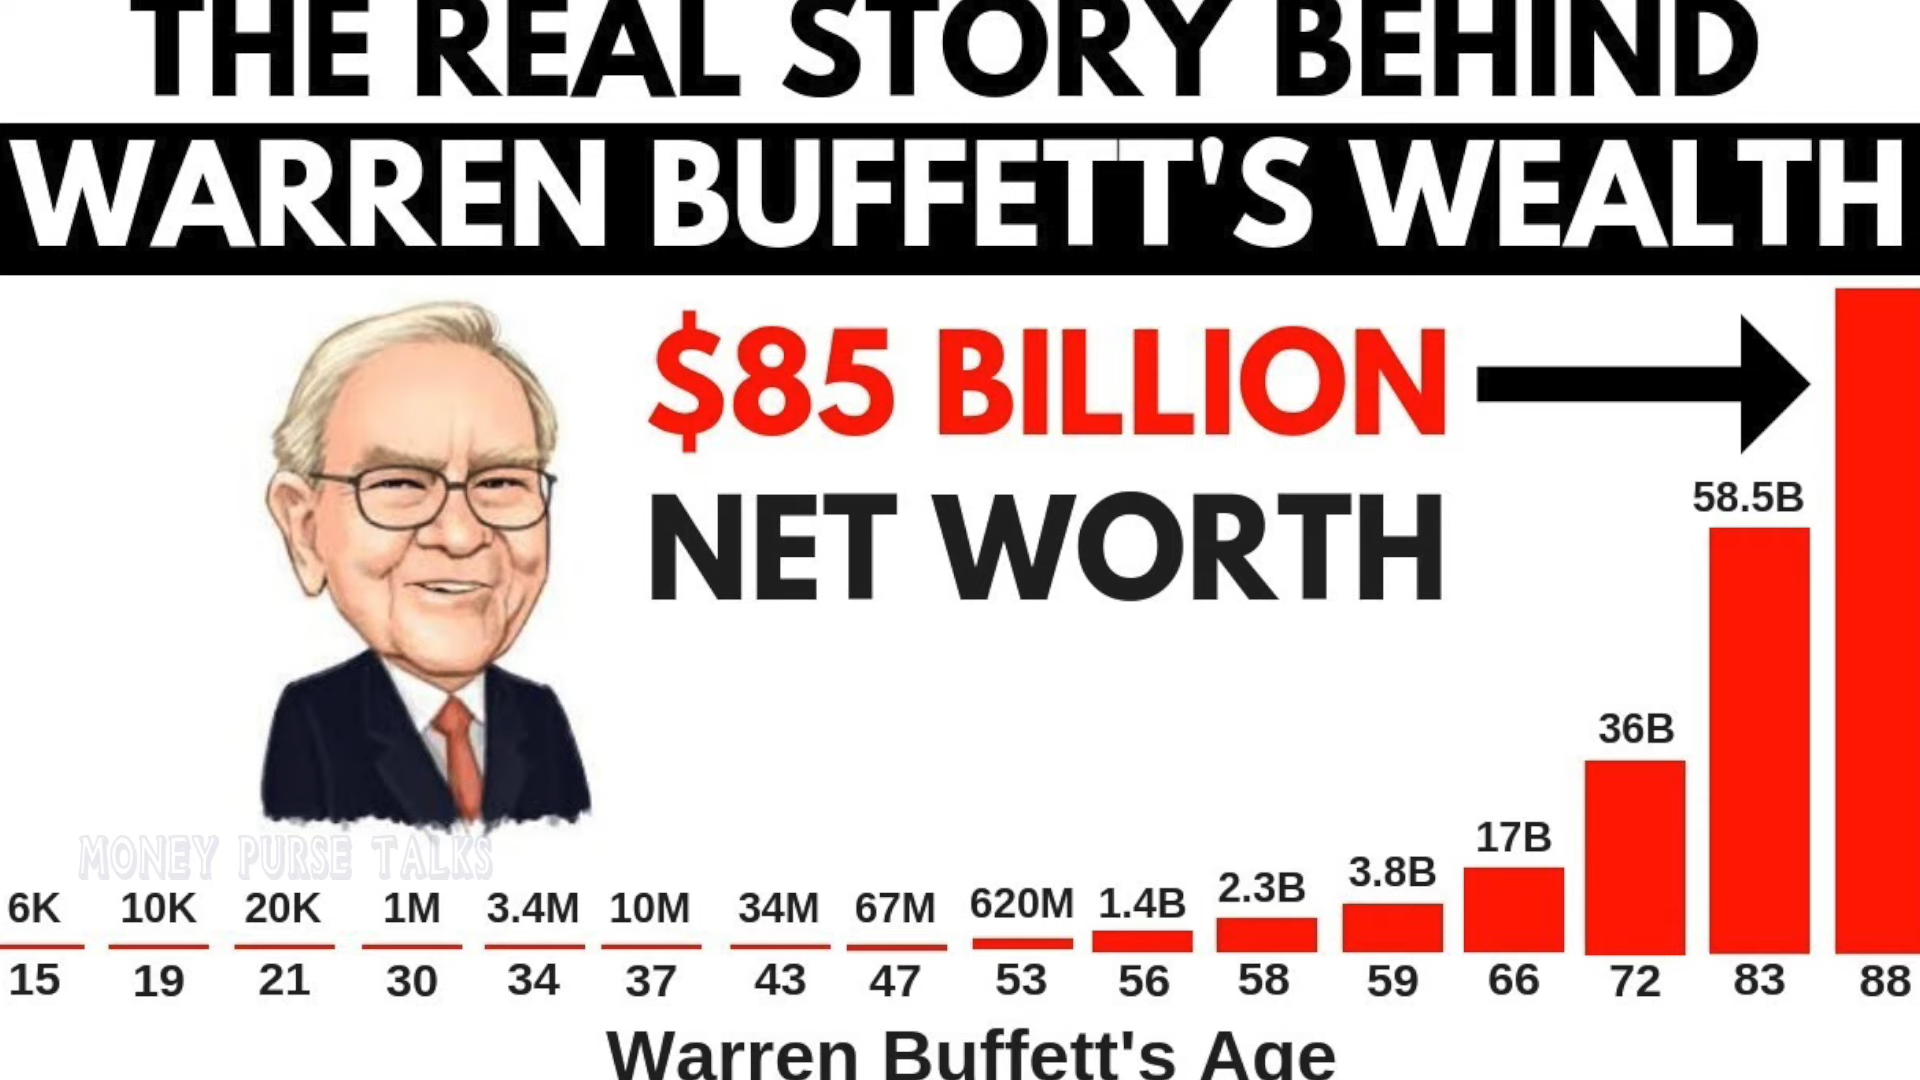 THE REAL STORY BEHIND
WARREN BUFFETT'S WEALTH
$85 BILLION
NET WORTH
58.5B
36B
17B
3.8B
2.3B
1.4B
620M
MONEY PURSE TALKS
6K 10K 20K 1M 3.4M 10M 34M 67M
15 19 21 30 34 37 43 47 53 56 58 59 66 72 83 88
Warren Buffett's Age